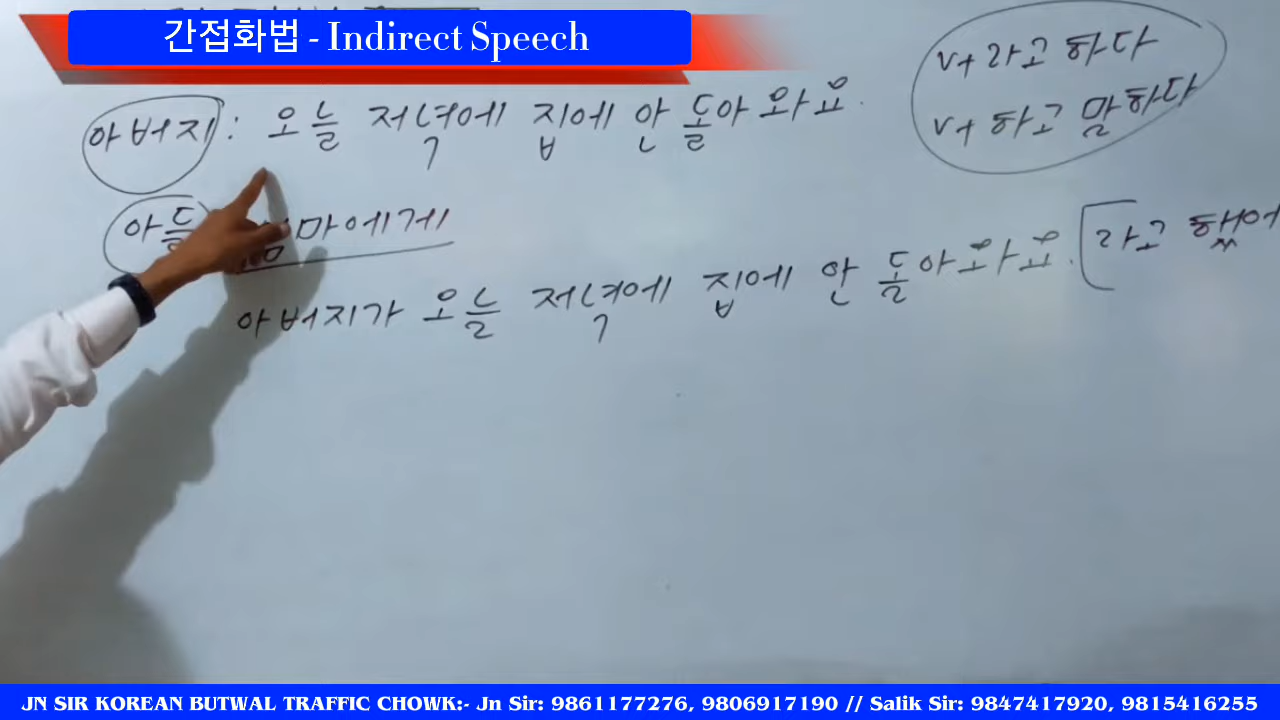 간접화법 - Indirect Speech
v+ 라고 하다
v+ 하고 말하다
아버지: 오늘 저녁에 집에 안 돌아와요.
아들 엄마에게
아버지가 오늘 저녁에 집에 안 돌아와요. 라고 했어
JN SIR KOREAN BUTWAL TRAFFIC CHOWK:- Jn Sir: 9861177276, 9806917190 // Salik Sir: 9847417920, 9815416255